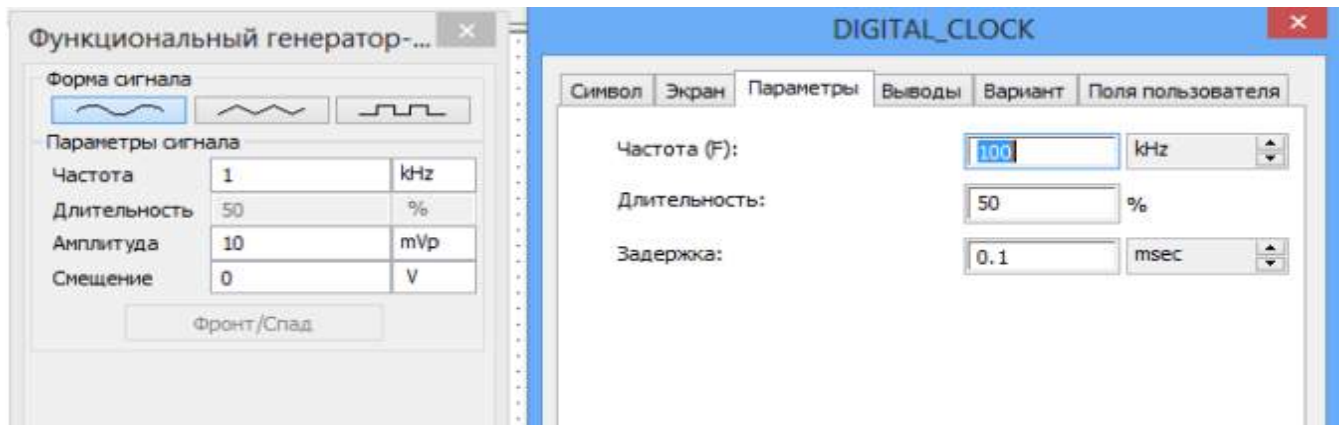 Функциональный генератор-...
Форма сигнала
Параметры сигнала
Частота 1 kHz
Длительность 50 %
Амплитуда 10 mVp
Смещение 0 V
Фронт/Спад
DIGITAL_CLOCK
Символ Экран Параметры Выводы Вариант Поля пользователя
Частота (F): 100 kHz
Длительность: 50 %
Задержка: 0.1 msec